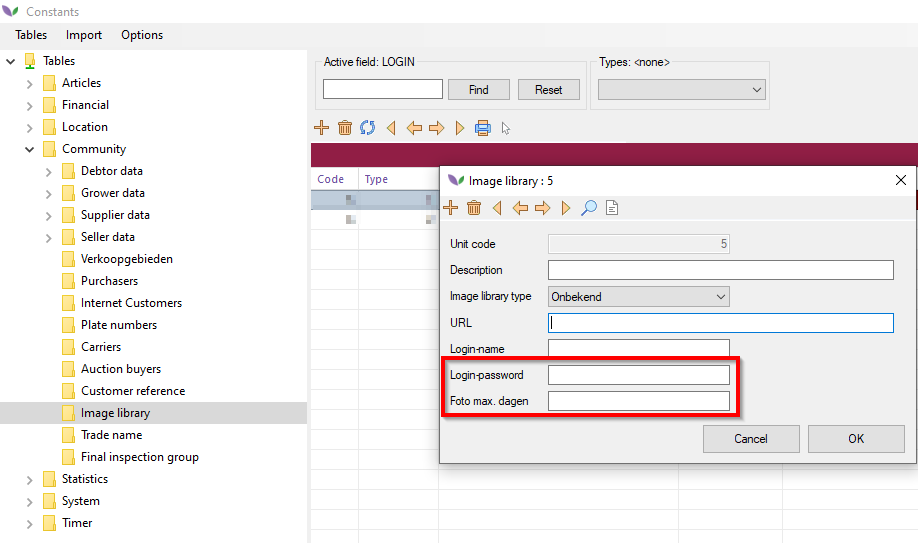 Constants
Tables Import Options
Tables
Articles
Financial
Location
Community
Debtor data
Grower data
Supplier data
Seller data
Verkoopgebieden
Purchasers
Internet Customers
Plate numbers
Carriers
Auction buyers
Customer reference
Image library
Trade name
Final inspection group
Statistics
System
Timer
Active field: LOGIN
Find Reset
Types: <none>
Code Type
Image library : 5
Unit code 5
Description
Image library type Onbekend
URL
Login-name
Login-password
Foto max. dagen
Cancel OK